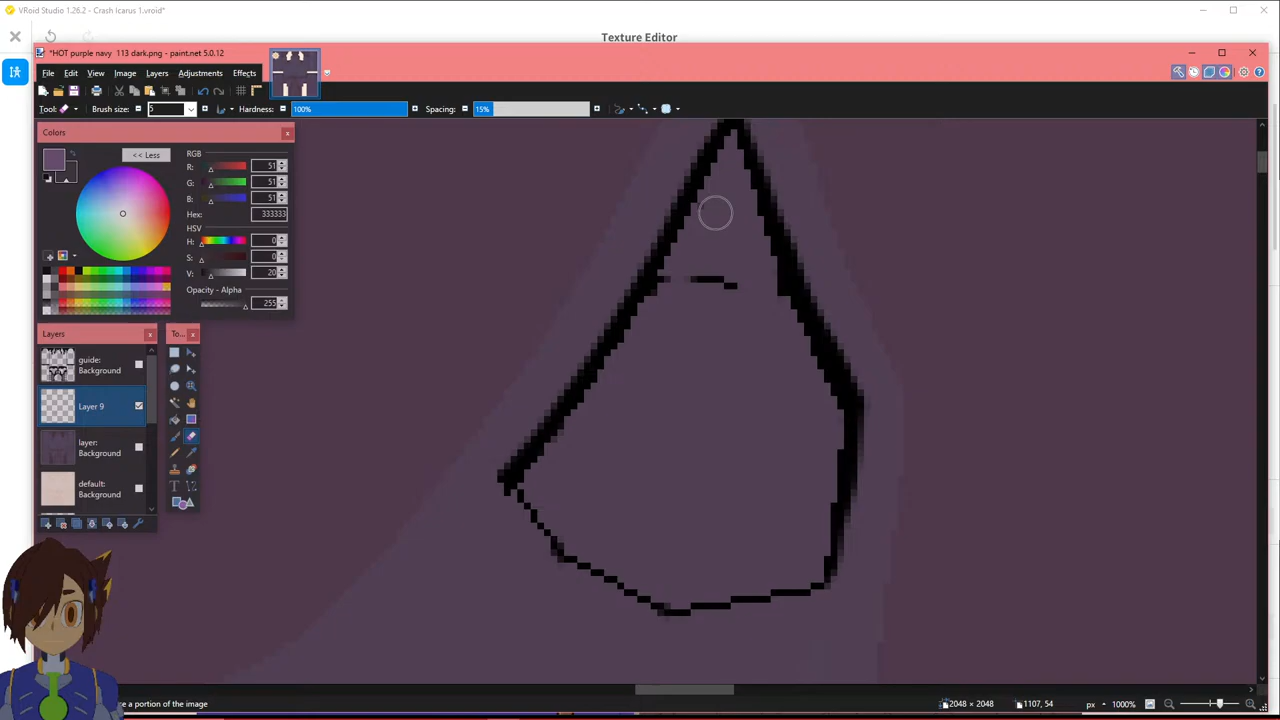 VRoid Studio 1.26.2 - Crash Icarus 1.vroid*
Texture Editor
*HOT purple navy 113 dark.png - paint.net 5.0.12
File Edit View Image Layers Adjustments Effects
Tool: Brush size: 5 Hardness: 100% Spacing: 15%
Colors
<< Less
RGB
R: 51
G: 51
B: 51
Hex: 333333
HSV
H: 0
S: 0
V: 20
Opacity - Alpha
255
Layers
To...
guide:
Background
Layer 9
layer:
Background
default:
Background
e a portion of the image
2048 × 2048
1107, 54
px
1000%